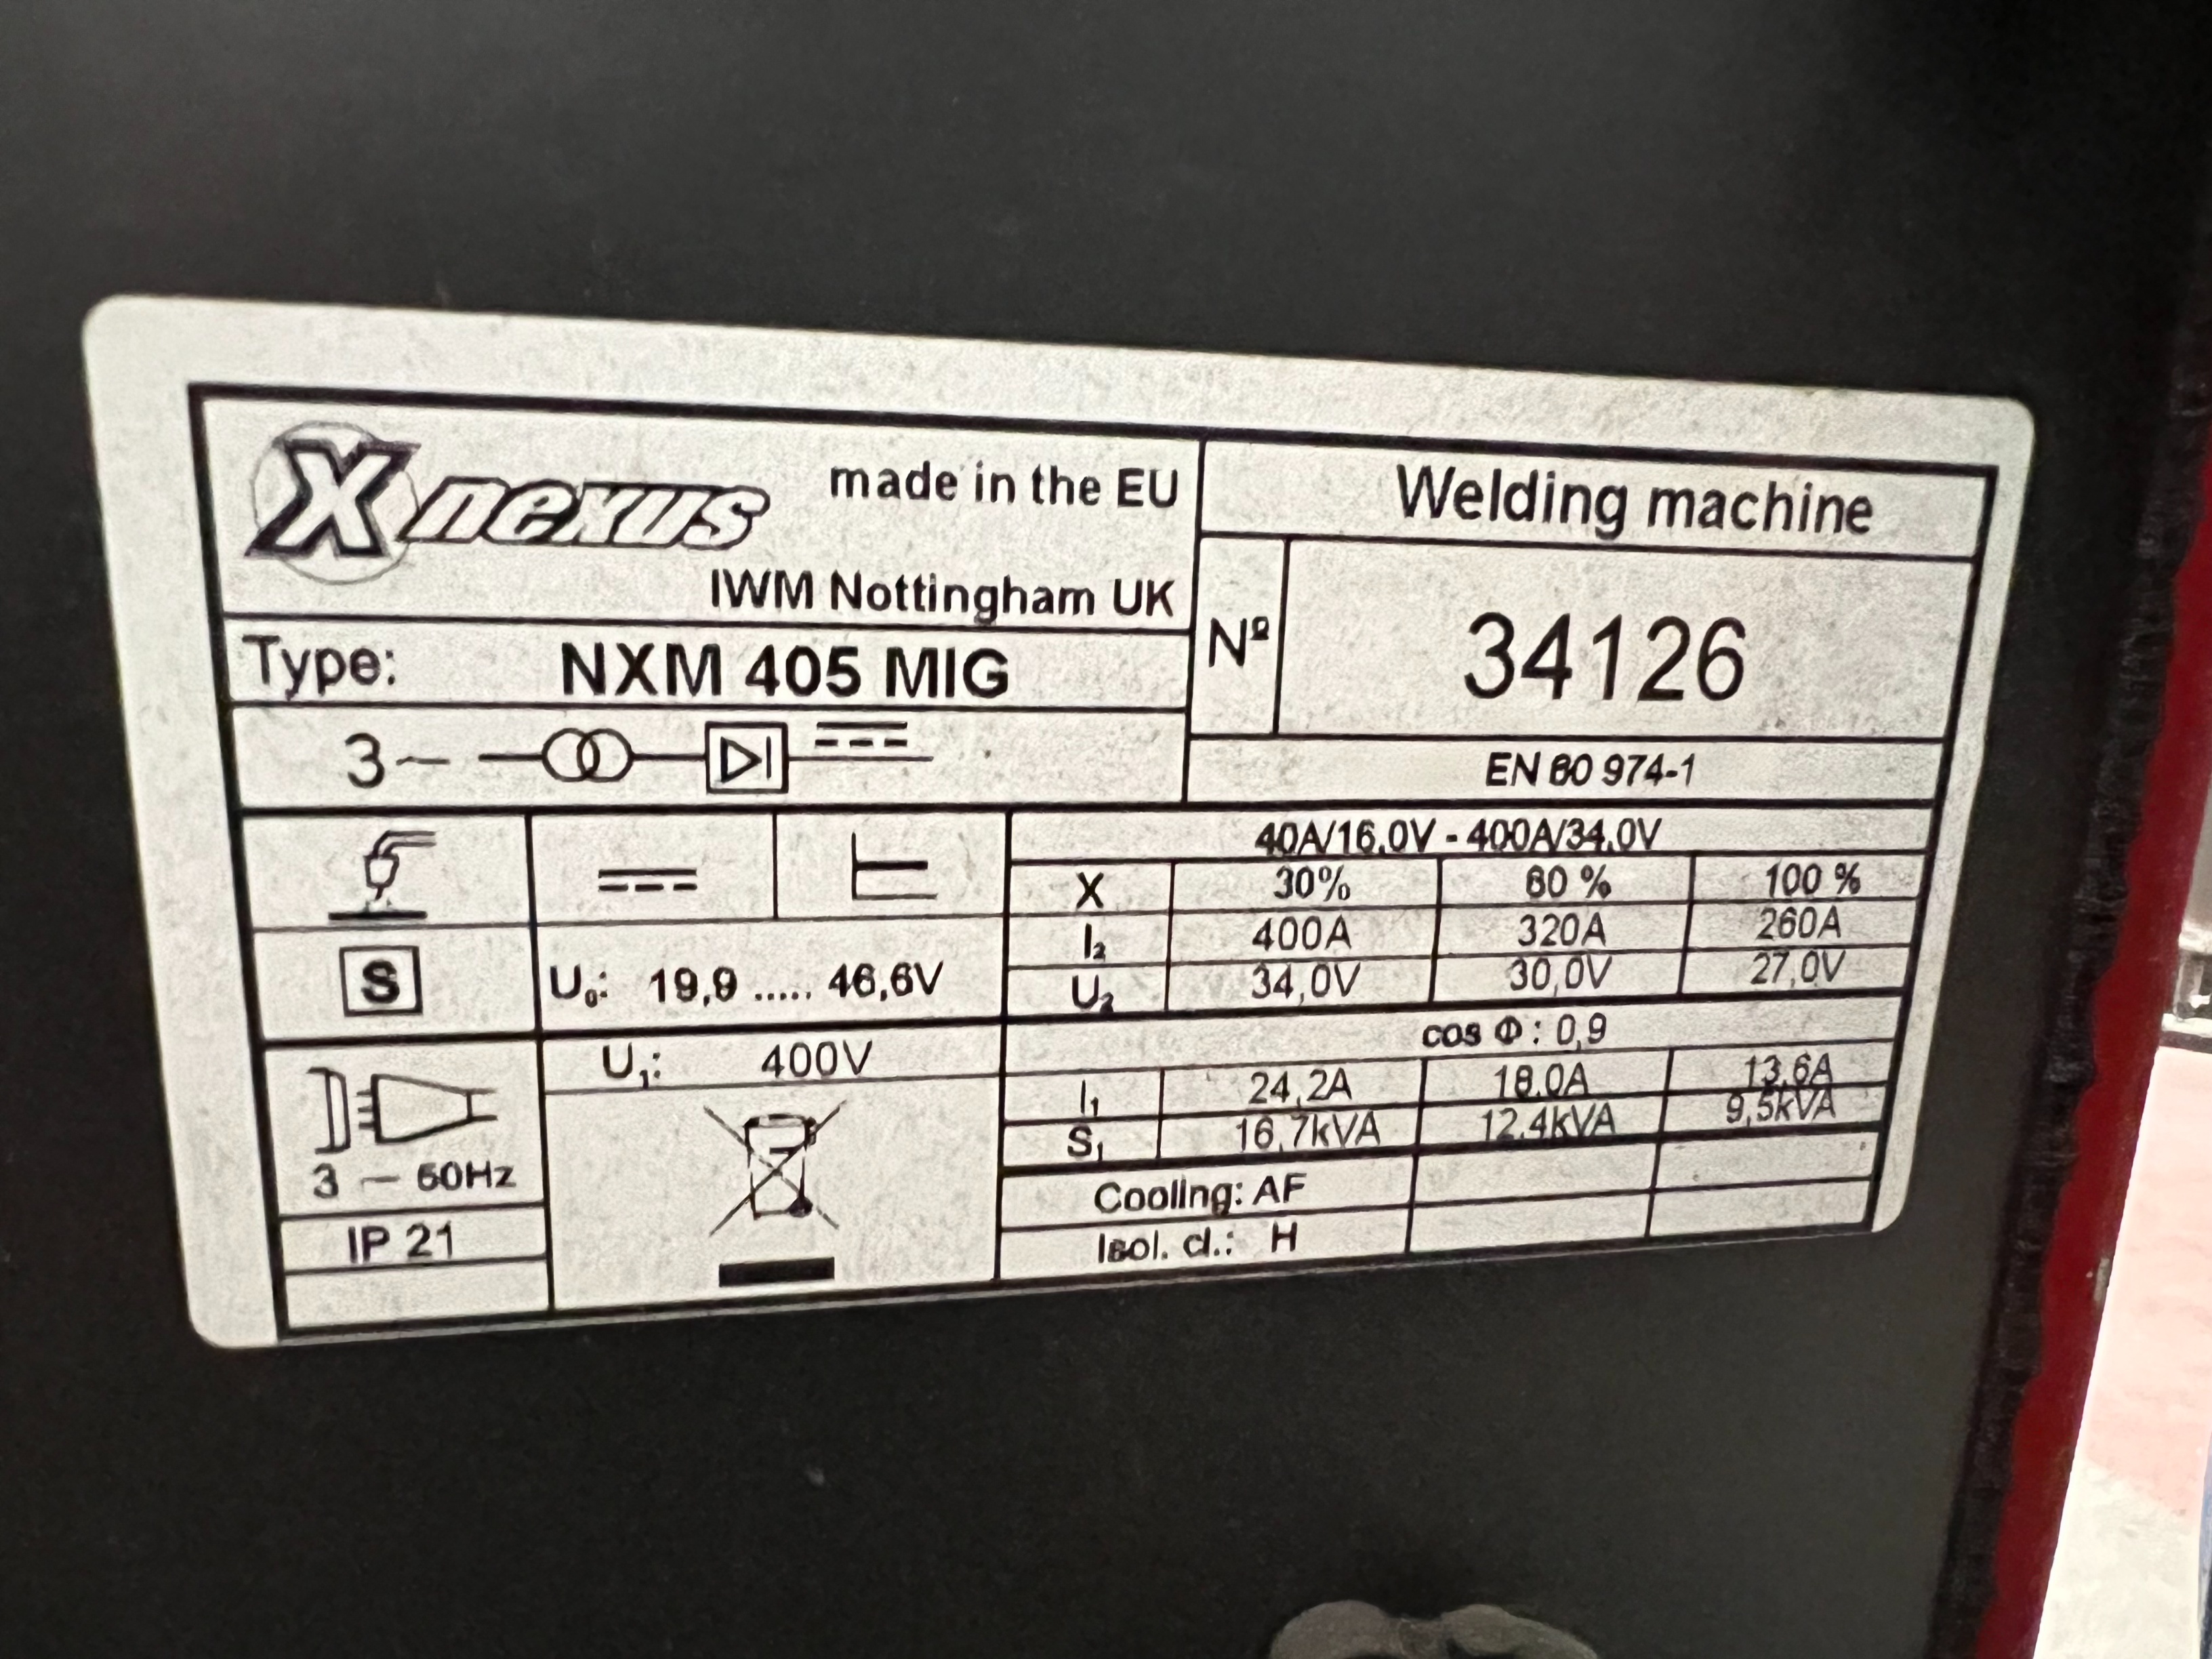 X nexus made in the EU
IWM Nottingham UK
Welding machine
Type: NXM 405 MIG
Nº 34126
3~
EN 60 974-1
40A/16.0V - 400A/34.0V
X 30% 60 % 100 %
I₂ 400A 320A 260A
U₂ 34,0V 30,0V 27,0V
S
U₀: 19,9 ..... 46,6V
cos Φ: 0,9
U₁: 400V
I₁ 24,2A 18.0A 13,6A
S₁ 16,7kVA 12.4kVA 9,5kVA
3 ~ 50Hz
Cooling: AF
IP 21
Isol. cl.: H